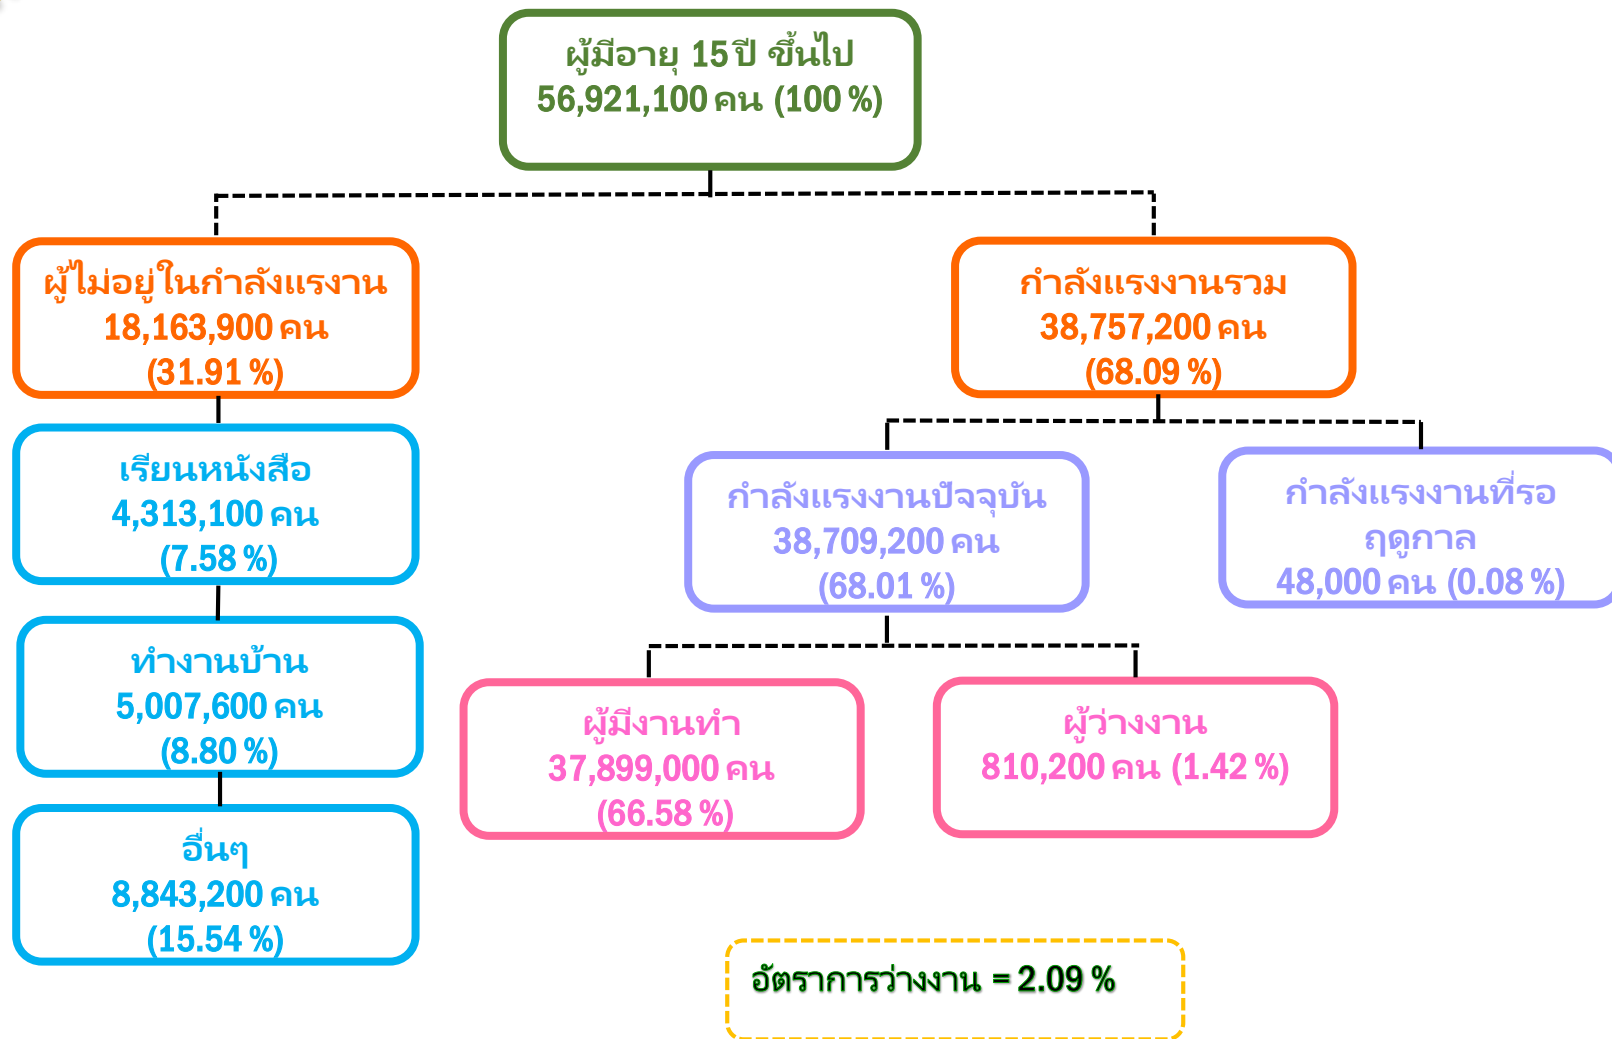 ผู้มีอายุ 15 ปี ขึ้นไป
56,921,100 คน (100 %)
ผู้ไม่อยู่ในกำลังแรงาน
18,163,900 คน
(31.91 %)
กำลังแรงงานรวม
38,757,200 คน
(68.09 %)
เรียนหนังสือ
4,313,100 คน
(7.58 %)
กำลังแรงงานปัจจุบัน
38,709,200 คน
(68.01 %)
กำลังแรงงานที่รอ
ฤดูกาล
48,000 คน (0.08 %)
ทำงานบ้าน
5,007,600 คน
(8.80 %)
ผู้มีงานทำ
37,899,000 คน
(66.58 %)
ผู้ว่างงาน
810,200 คน (1.42 %)
อื่นๆ
8,843,200 คน
(15.54 %)
อัตราการว่างงาน = 2.09 %